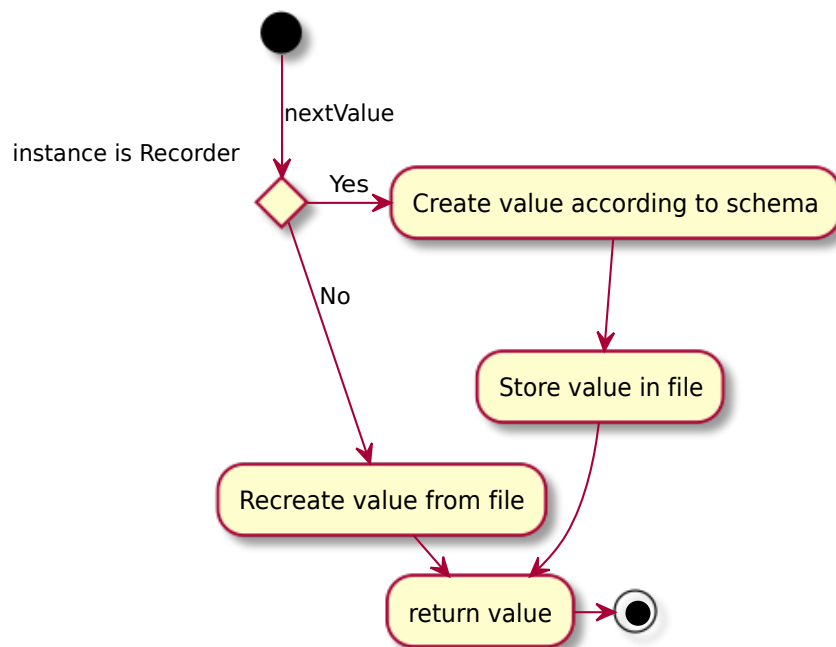 nextValue
instance is Recorder
Yes
Create value according to schema
No
Store value in file
Recreate value from file
return value